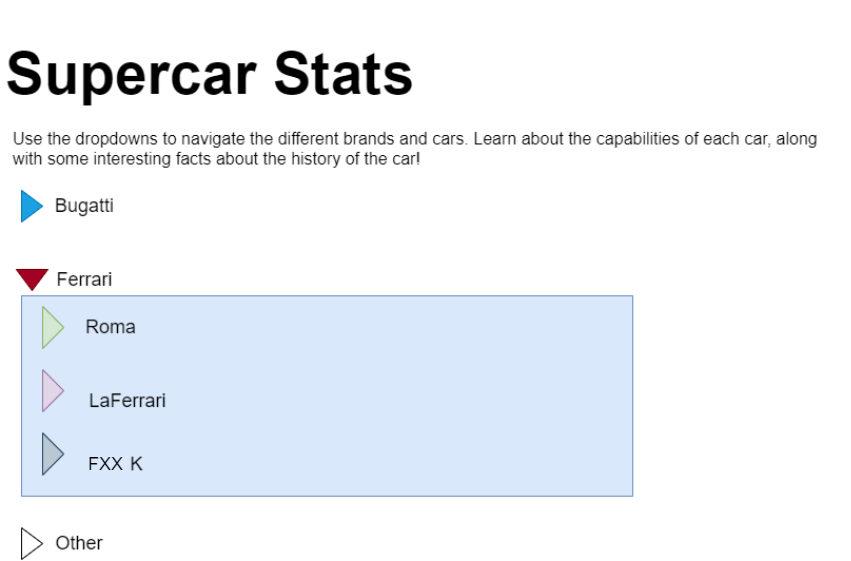 Supercar Stats
Use the dropdowns to navigate the different brands and cars. Learn about the capabilities of each car, along
with some interesting facts about the history of the car!
Bugatti
Ferrari
Roma
LaFerrari
FXX K
Other